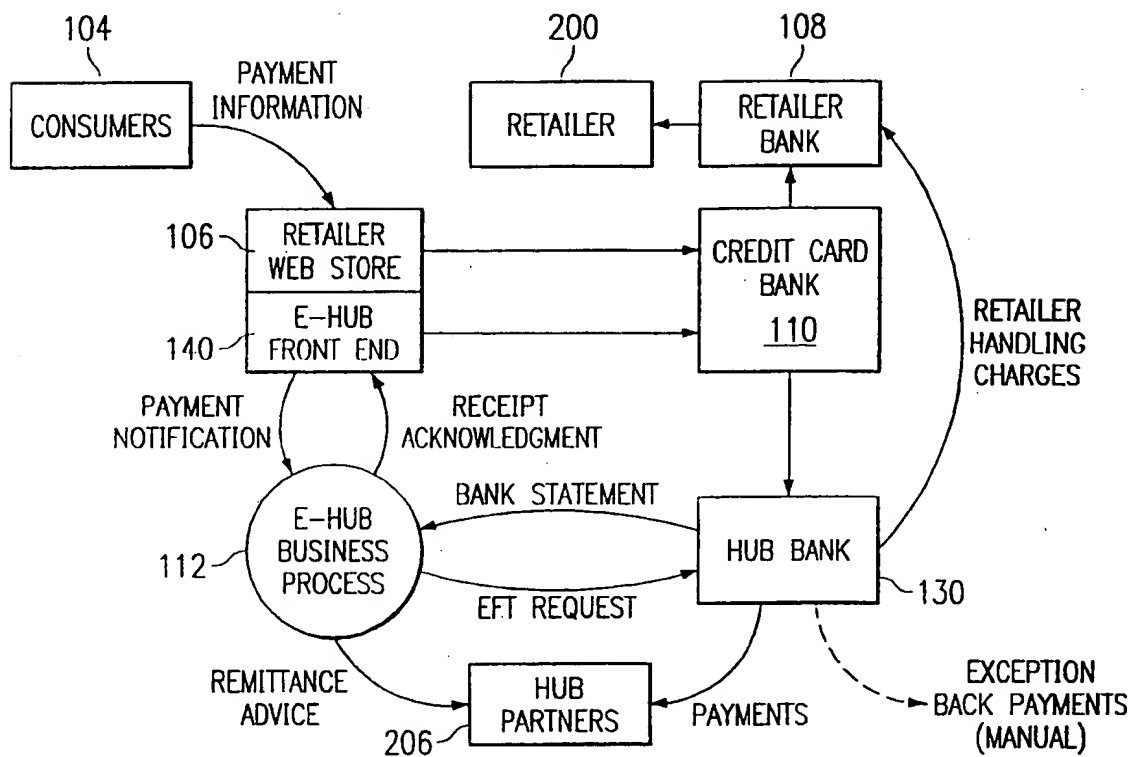 104
200
108
PAYMENT
INFORMATION
CONSUMERS
RETAILER
RETAILER
BANK
106
RETAILER
WEB STORE
CREDIT CARD
BANK
110
140
E-HUB
FRONT END
RETAILER
HANDLING
CHARGES
PAYMENT
NOTIFICATION
RECEIPT
ACKNOWLEDGMENT
BANK STATEMENT
E-HUB
BUSINESS
PROCESS
112
HUB BANK
130
EFT REQUEST
REMITTANCE
ADVICE
HUB
PARTNERS
206
PAYMENTS
EXCEPTION
BACK PAYMENTS
(MANUAL)